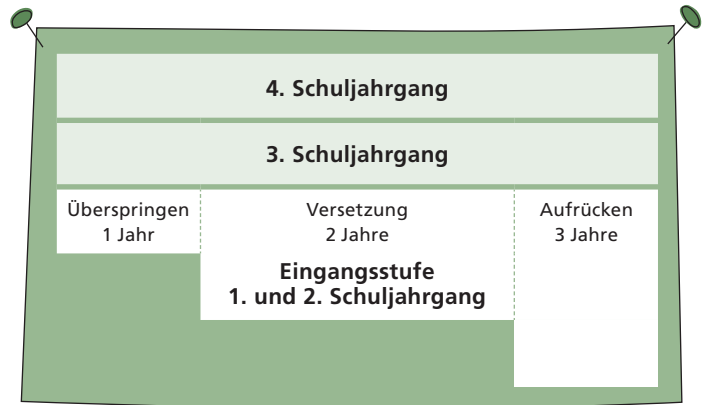 4. Schuljahrgang
3. Schuljahrgang
Überspringen
1 Jahr
Versetzung
2 Jahre
Aufrücken
3 Jahre
Eingangsstufe
1. und 2. Schuljahrgang